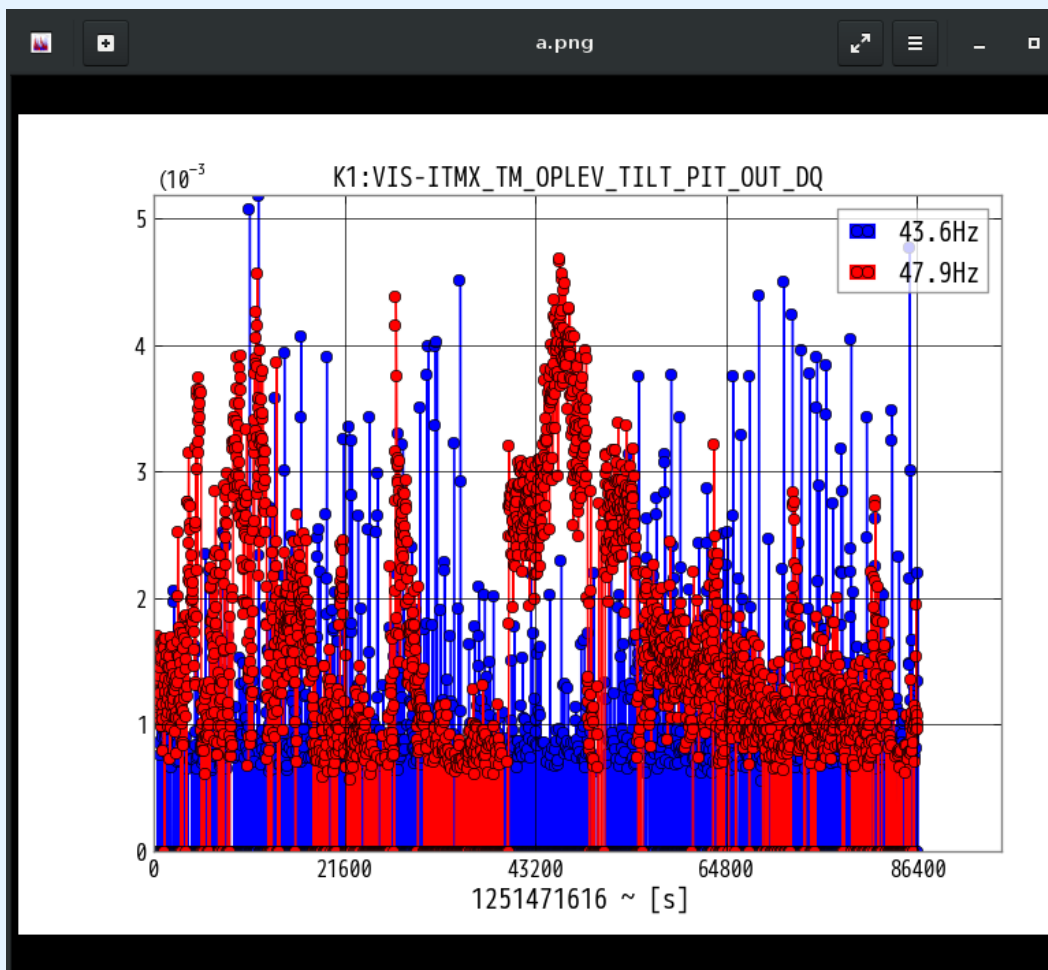 a.png
(10⁻³
K1:VIS-ITMX_TM_OPLEV_TILT_PIT_OUT_DQ
5
4
3
2
1
0
43.6Hz
47.9Hz
0 21600 43200 64800 86400
1251471616 ~ [s]